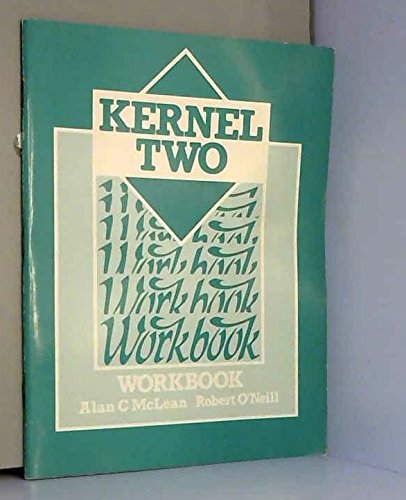 KERNEL
TWO
Workbook
WORKBOOK
Alan C McLean Robert O'Neill